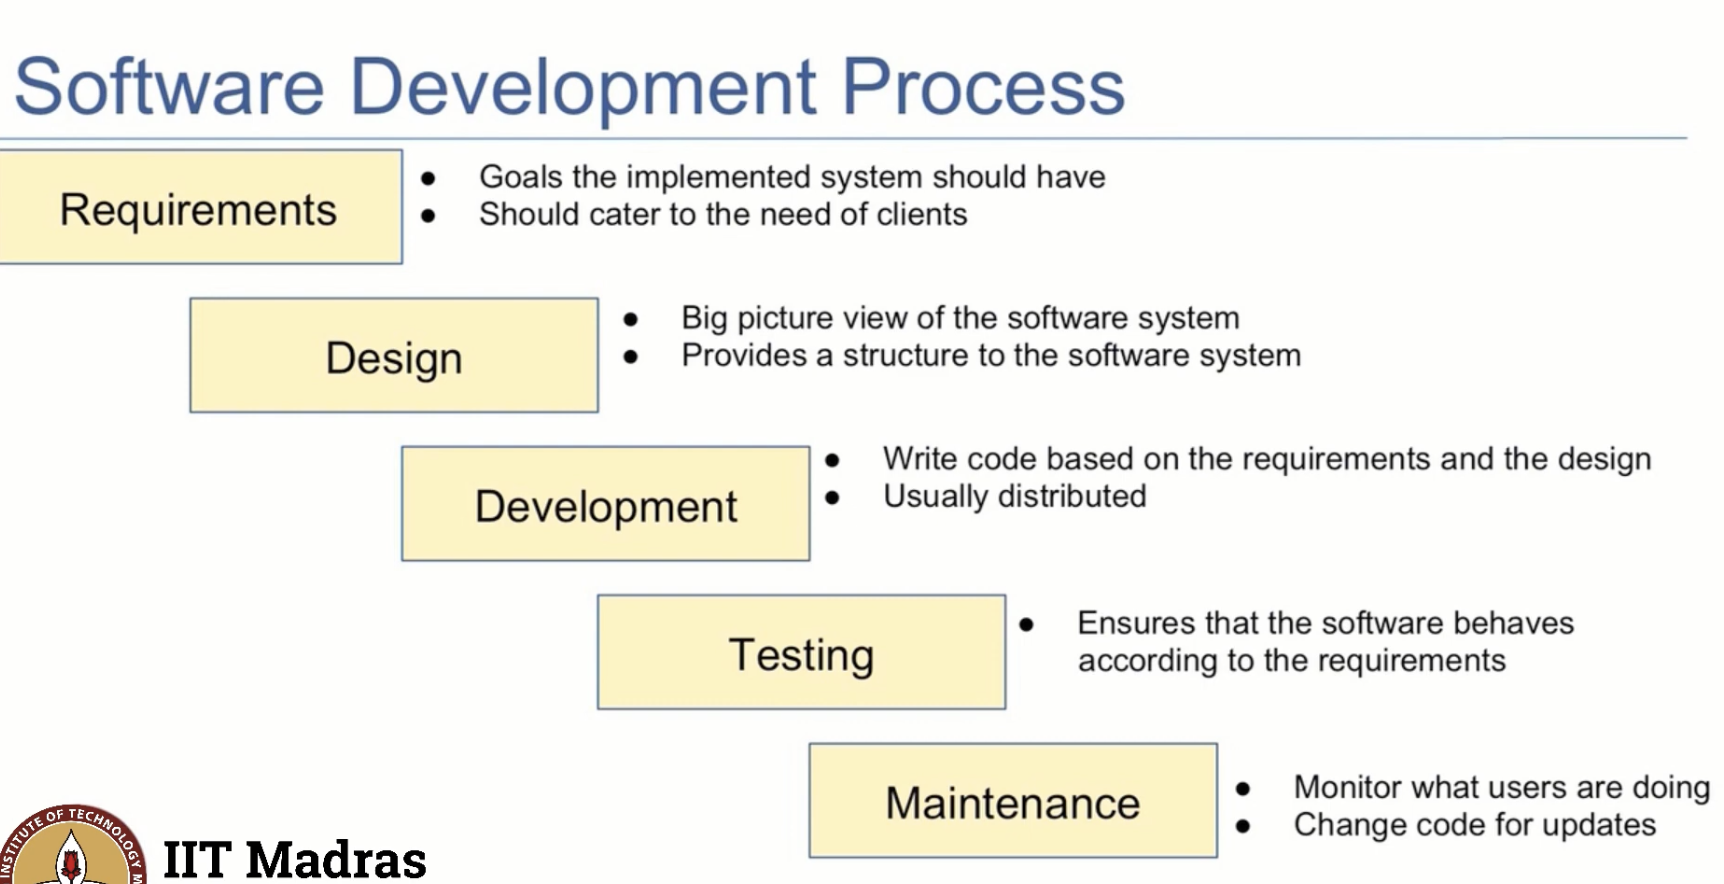 Software Development Process
Requirements
● Goals the implemented system should have
● Should cater to the need of clients
Design
● Big picture view of the software system
● Provides a structure to the software system
Development
● Write code based on the requirements and the design
● Usually distributed
Testing
● Ensures that the software behaves
according to the requirements
Maintenance
● Monitor what users are doing
● Change code for updates
INSTITUTE OF TECHNOLOGY M
IIT Madras